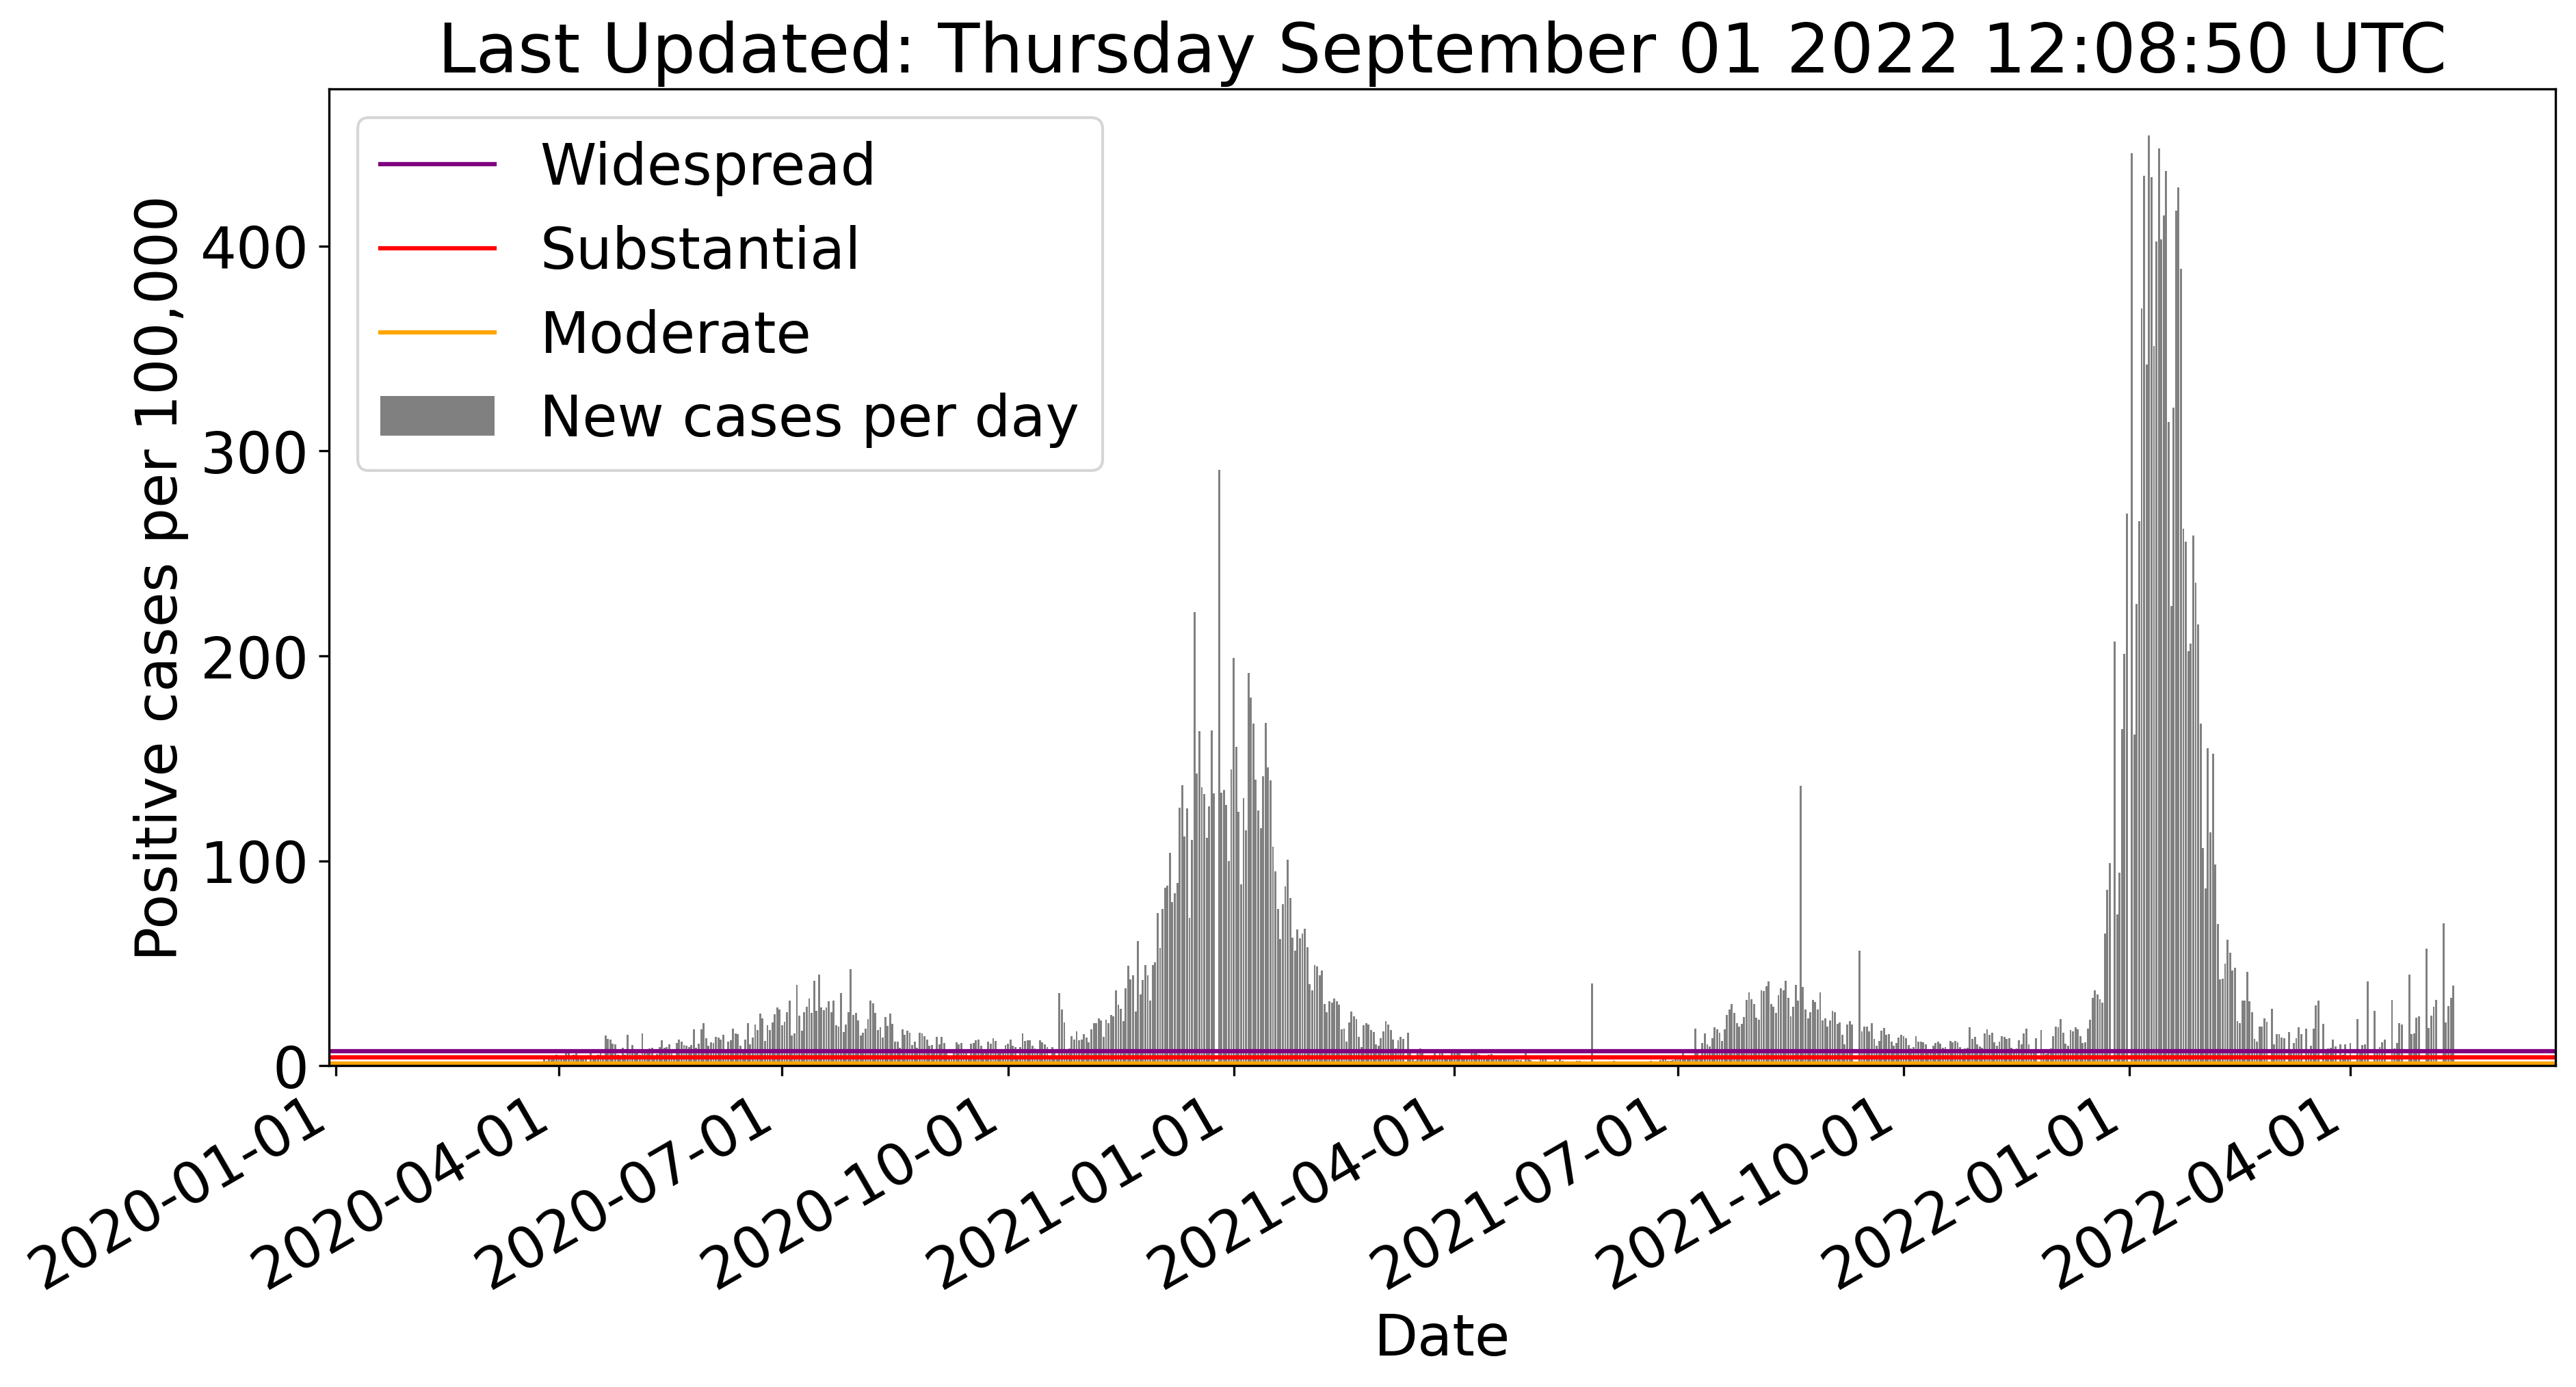 Last Updated: Thursday September 01 2022 12:08:50 UTC
Widespread
Substantial
Moderate
New cases per day
Positive cases per 100,000
400
300
200
100
0
2020-01-01
2020-04-01
2020-07-01
2020-10-01
2021-01-01
2021-04-01
2021-07-01
2021-10-01
2022-01-01
2022-04-01
Date